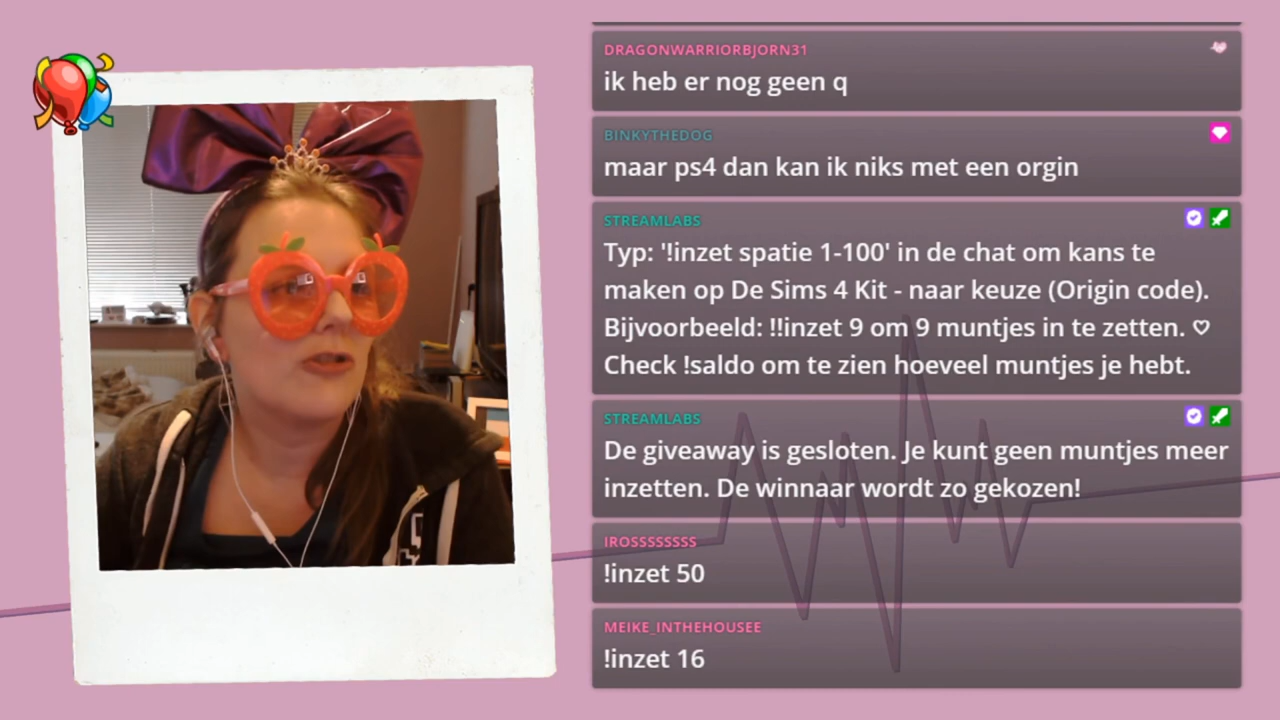 DRAGONWARRIORBJORN31
ik heb er nog geen q
BINKYTHEDOG
maar ps4 dan kan ik niks met een orgin
STREAMLABS
Typ: '!inzet spatie 1-100' in de chat om kans te
maken op De Sims 4 Kit - naar keuze (Origin code).
Bijvoorbeeld: !!inzet 9 om 9 muntjes in te zetten. ♡
Check !saldo om te zien hoeveel muntjes je hebt.
STREAMLABS
De giveaway is gesloten. Je kunt geen muntjes meer
inzetten. De winnaar wordt zo gekozen!
IROSSSSSSSS
!inzet 50
MEIKE_INTHEHOUSEE
!inzet 16